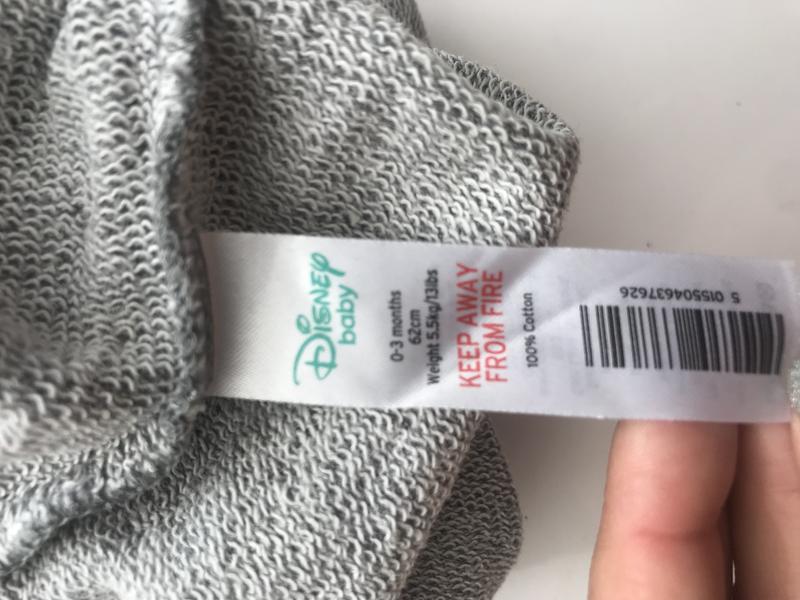 DISNEY
baby
0-3 months
62cm
Weight 5.5kg/13lbs
KEEP AWAY
FROM FIRE
100% Cotton
5 015504637626